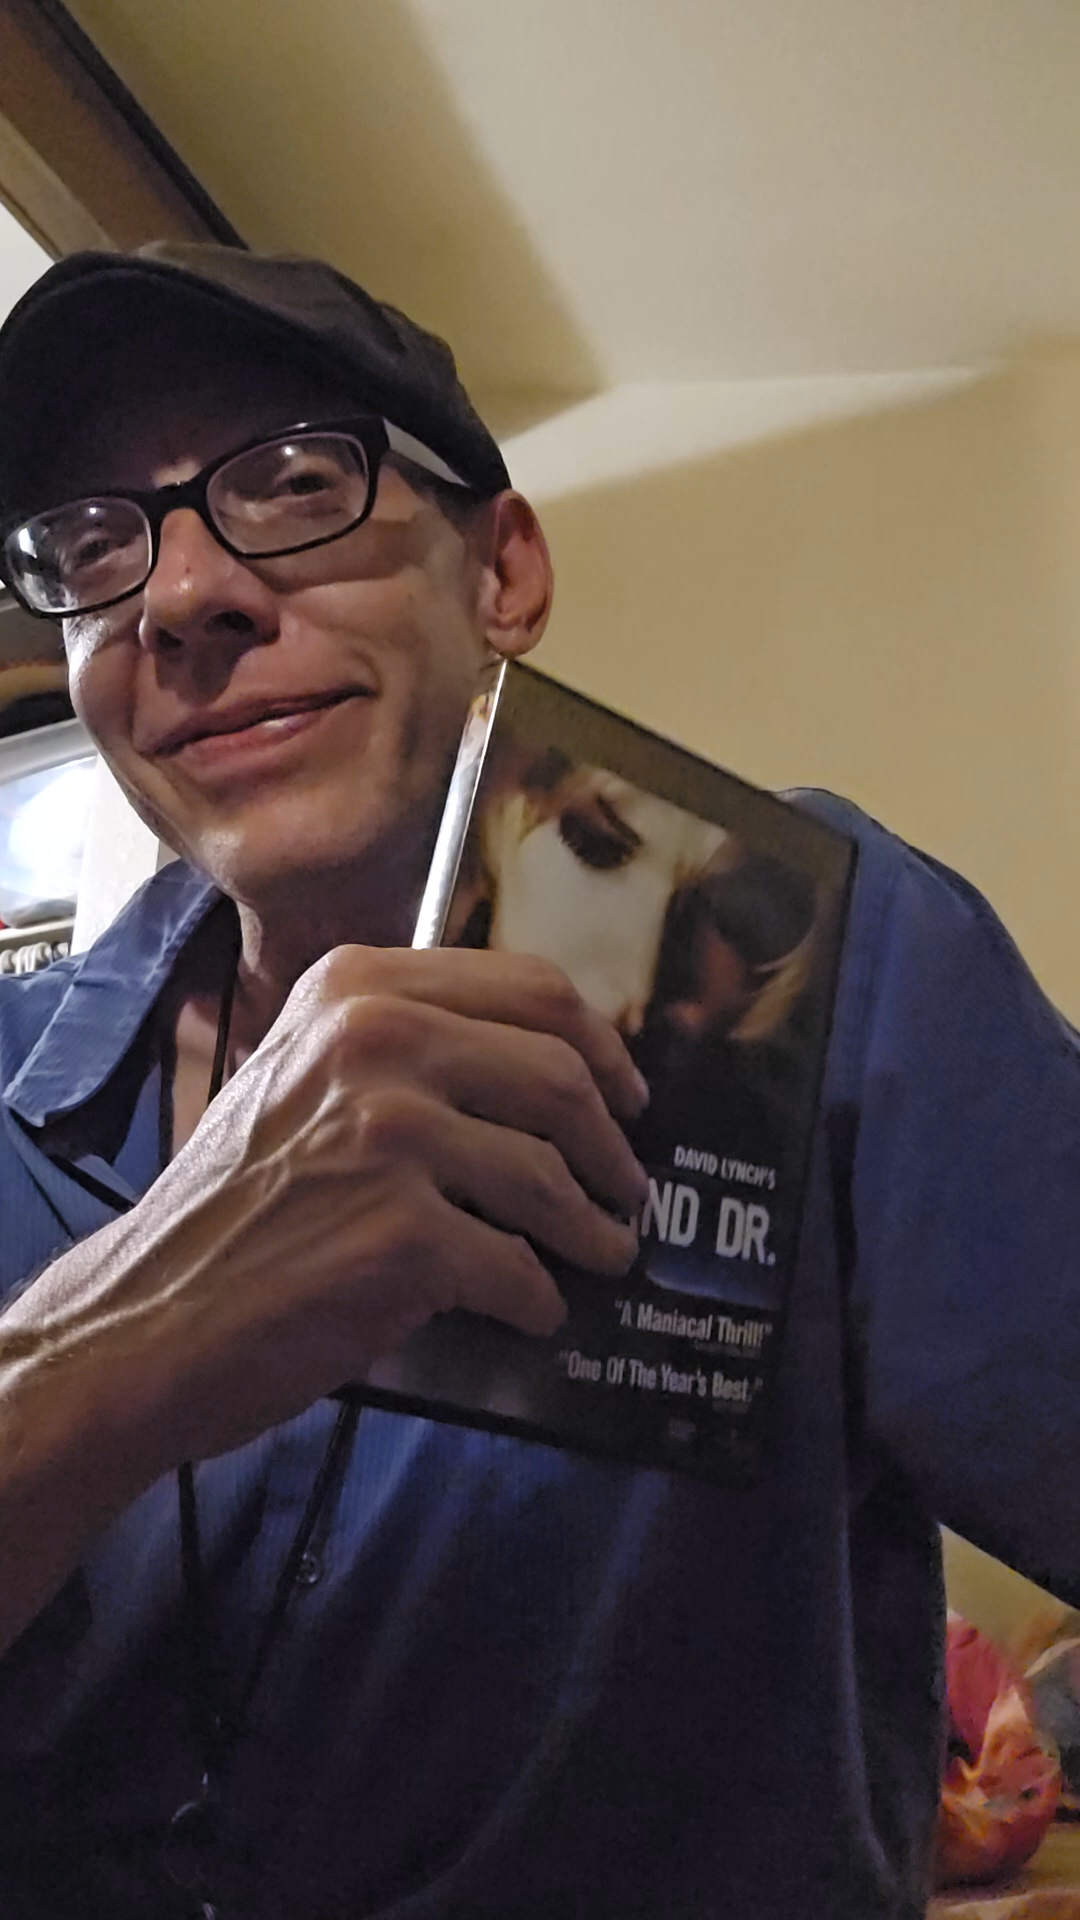 DAVID LYNCH'S
ND DR.
"A Maniacal Thrill!"
"One Of The Year's Best."